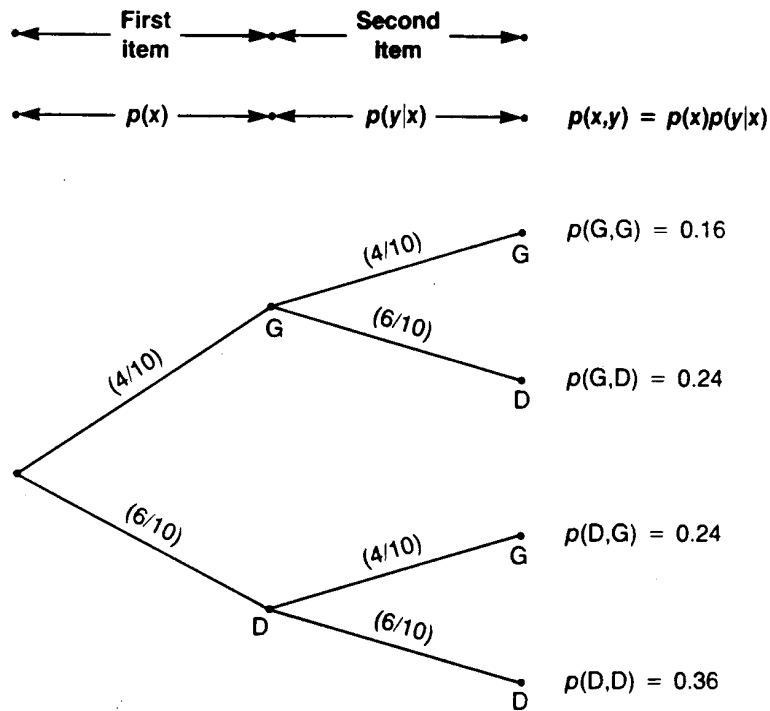 First item Second Item
p(x) p(y|x) p(x,y) = p(x)p(y|x)
(4/10) G p(G,G) = 0.16
(4/10) G (6/10) D p(G,D) = 0.24
(6/10) D (4/10) G p(D,G) = 0.24
(6/10) D p(D,D) = 0.36